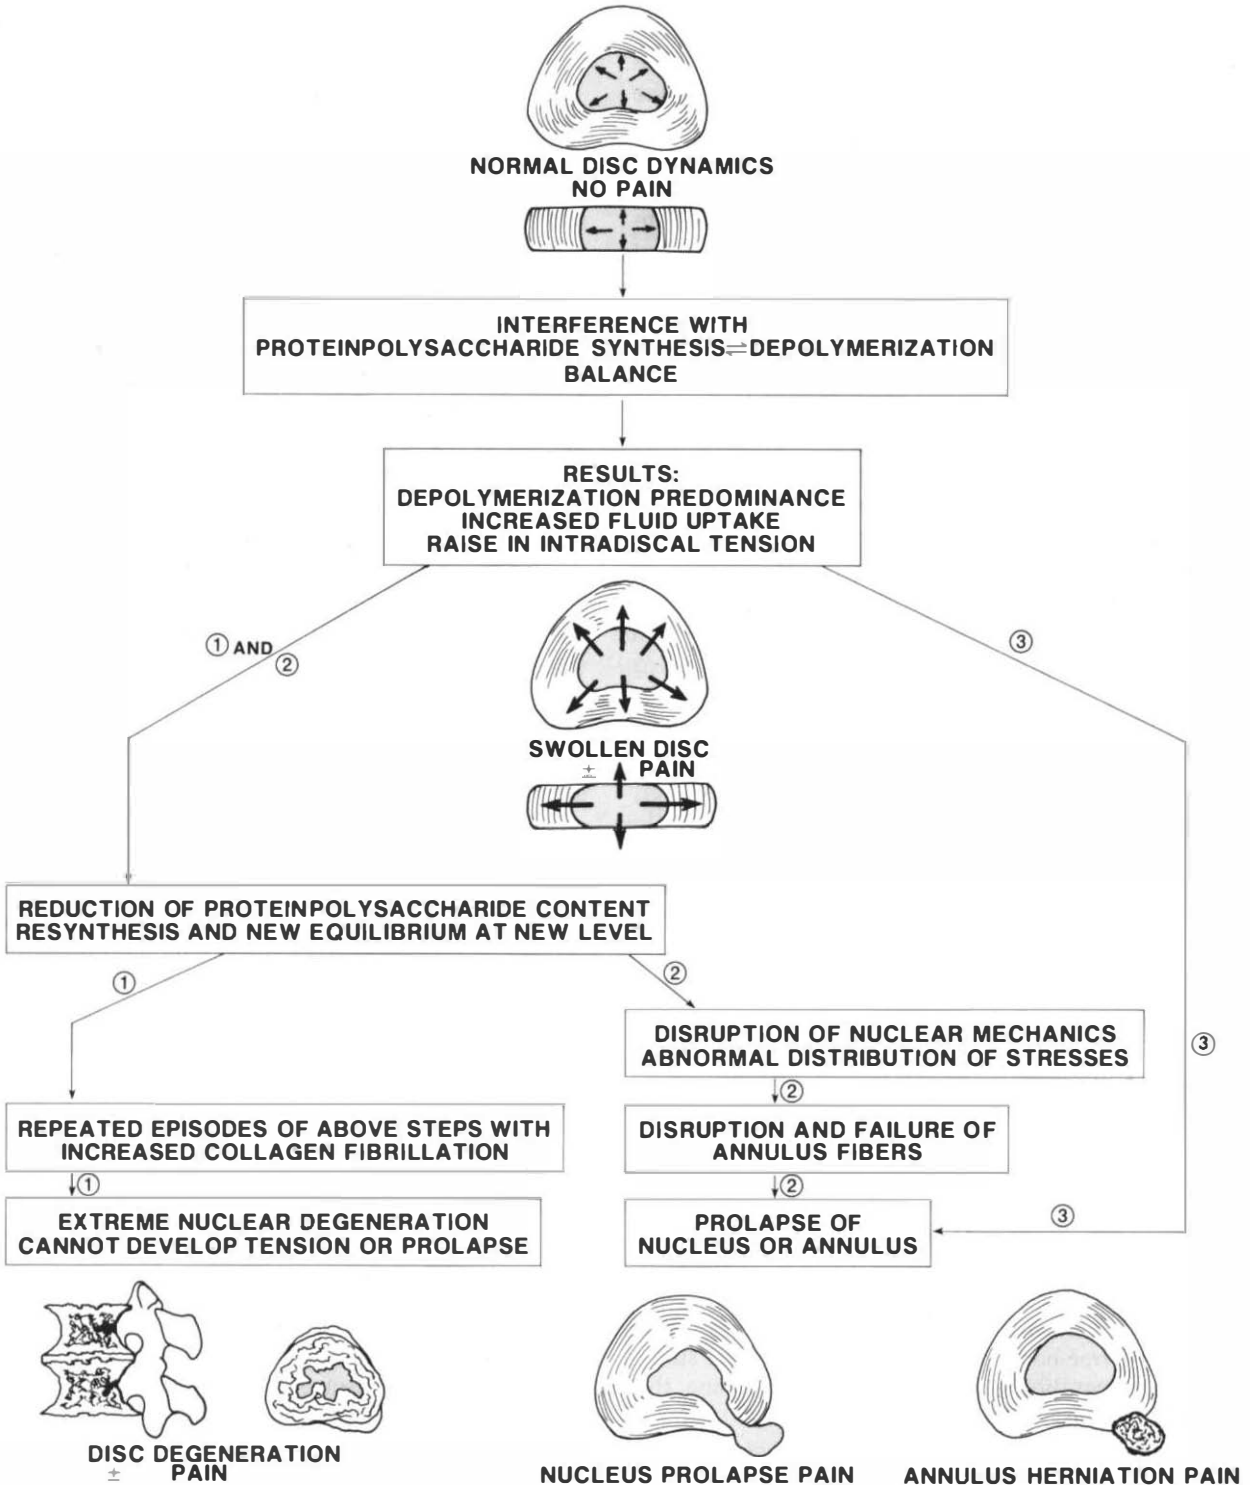 NORMAL DISC DYNAMICS
NO PAIN
INTERFERENCE WITH
PROTEINPOLYSACCHARIDE SYNTHESIS⇌DEPOLYMERIZATION
BALANCE
RESULTS:
DEPOLYMERIZATION PREDOMINANCE
INCREASED FLUID UPTAKE
RAISE IN INTRADISCAL TENSION
① AND
②
③
SWOLLEN DISC
± PAIN
REDUCTION OF PROTEINPOLYSACCHARIDE CONTENT
RESYNTHESIS AND NEW EQUILIBRIUM AT NEW LEVEL
①
②
DISRUPTION OF NUCLEAR MECHANICS
ABNORMAL DISTRIBUTION OF STRESSES
③
②
REPEATED EPISODES OF ABOVE STEPS WITH
INCREASED COLLAGEN FIBRILLATION
DISRUPTION AND FAILURE OF
ANNULUS FIBERS
①
②
EXTREME NUCLEAR DEGENERATION
CANNOT DEVELOP TENSION OR PROLAPSE
PROLAPSE OF
NUCLEUS OR ANNULUS
③
DISC DEGENERATION
± PAIN
NUCLEUS PROLAPSE PAIN
ANNULUS HERNIATION PAIN